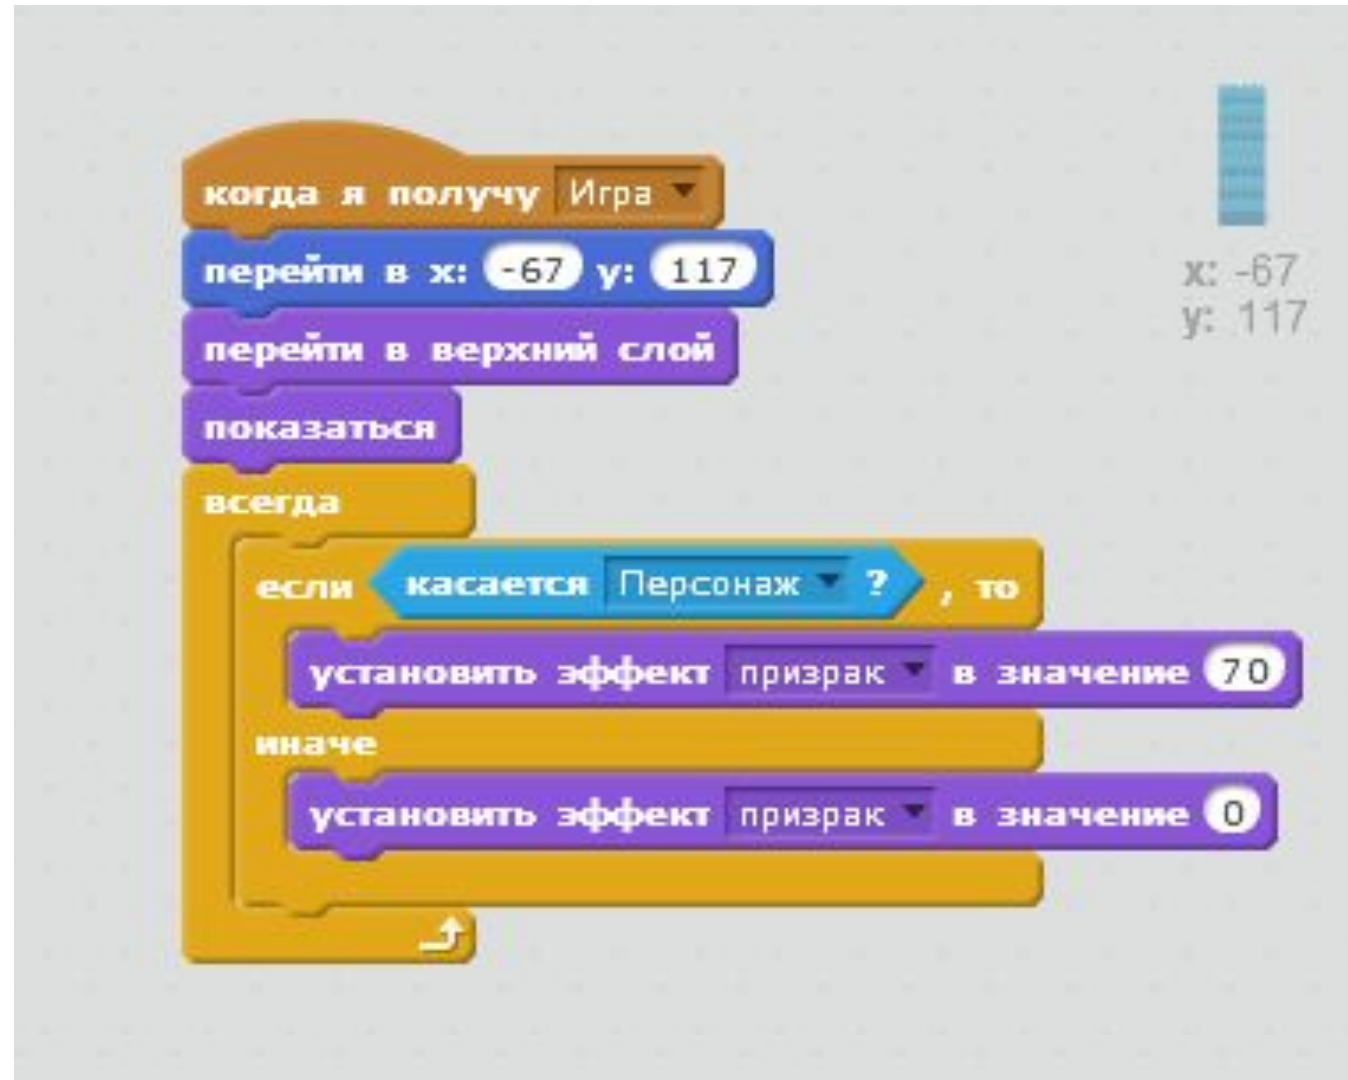 когда я получу Игра
перейти в x: -67 y: 117
перейти в верхний слой
показаться
всегда
если касается Персонаж ? , то
установить эффект призрак в значение 70
иначе
установить эффект призрак в значение 0
x: -67
y: 117